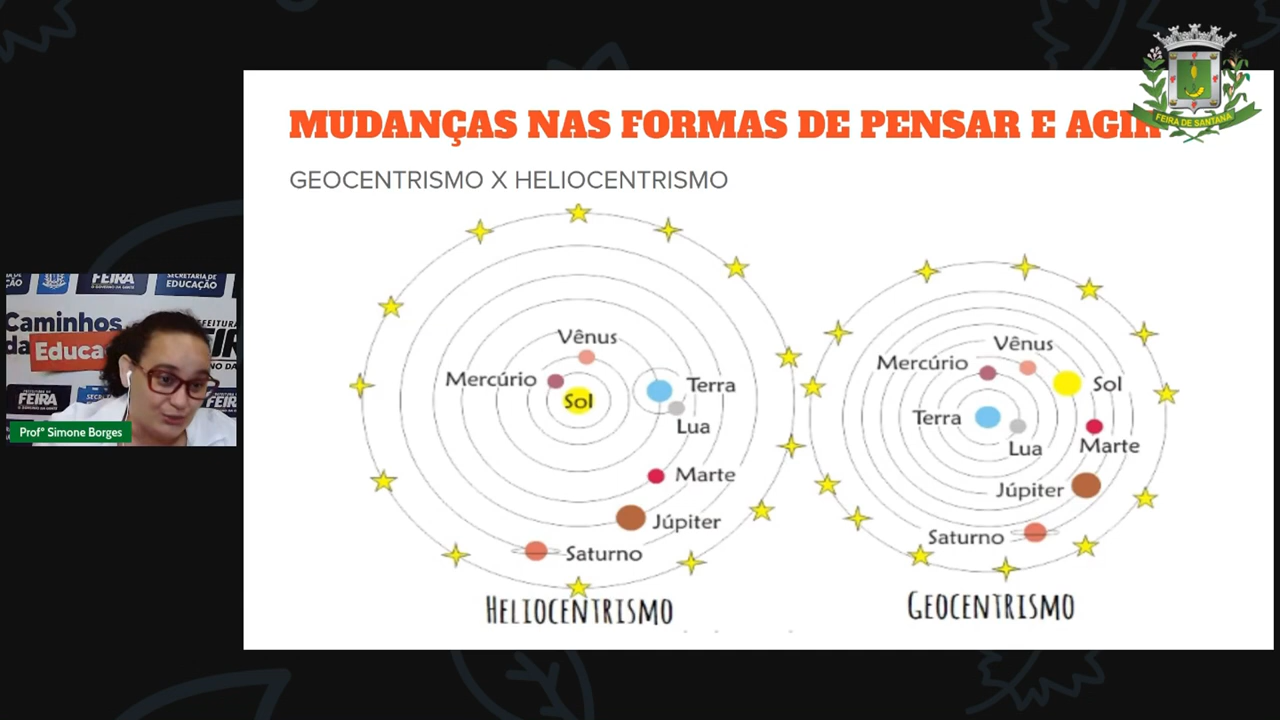 MUDANÇAS NAS FORMAS DE PENSAR E AGIR
FEIRA DE SANTANA
GEOCENTRISMO X HELIOCENTRISMO
Vênus
Mercúrio
Sol
Terra
Lua
Marte
Júpiter
Saturno
HELIOCENTRISMO
Vênus
Mercúrio
Sol
Terra
Lua
Marte
Júpiter
Saturno
GEOCENTRISMO
FEIRA
SECRETARIA DE
EDUCAÇÃO
Caminhos
da Educa
FEIRA
Profª Simone Borges